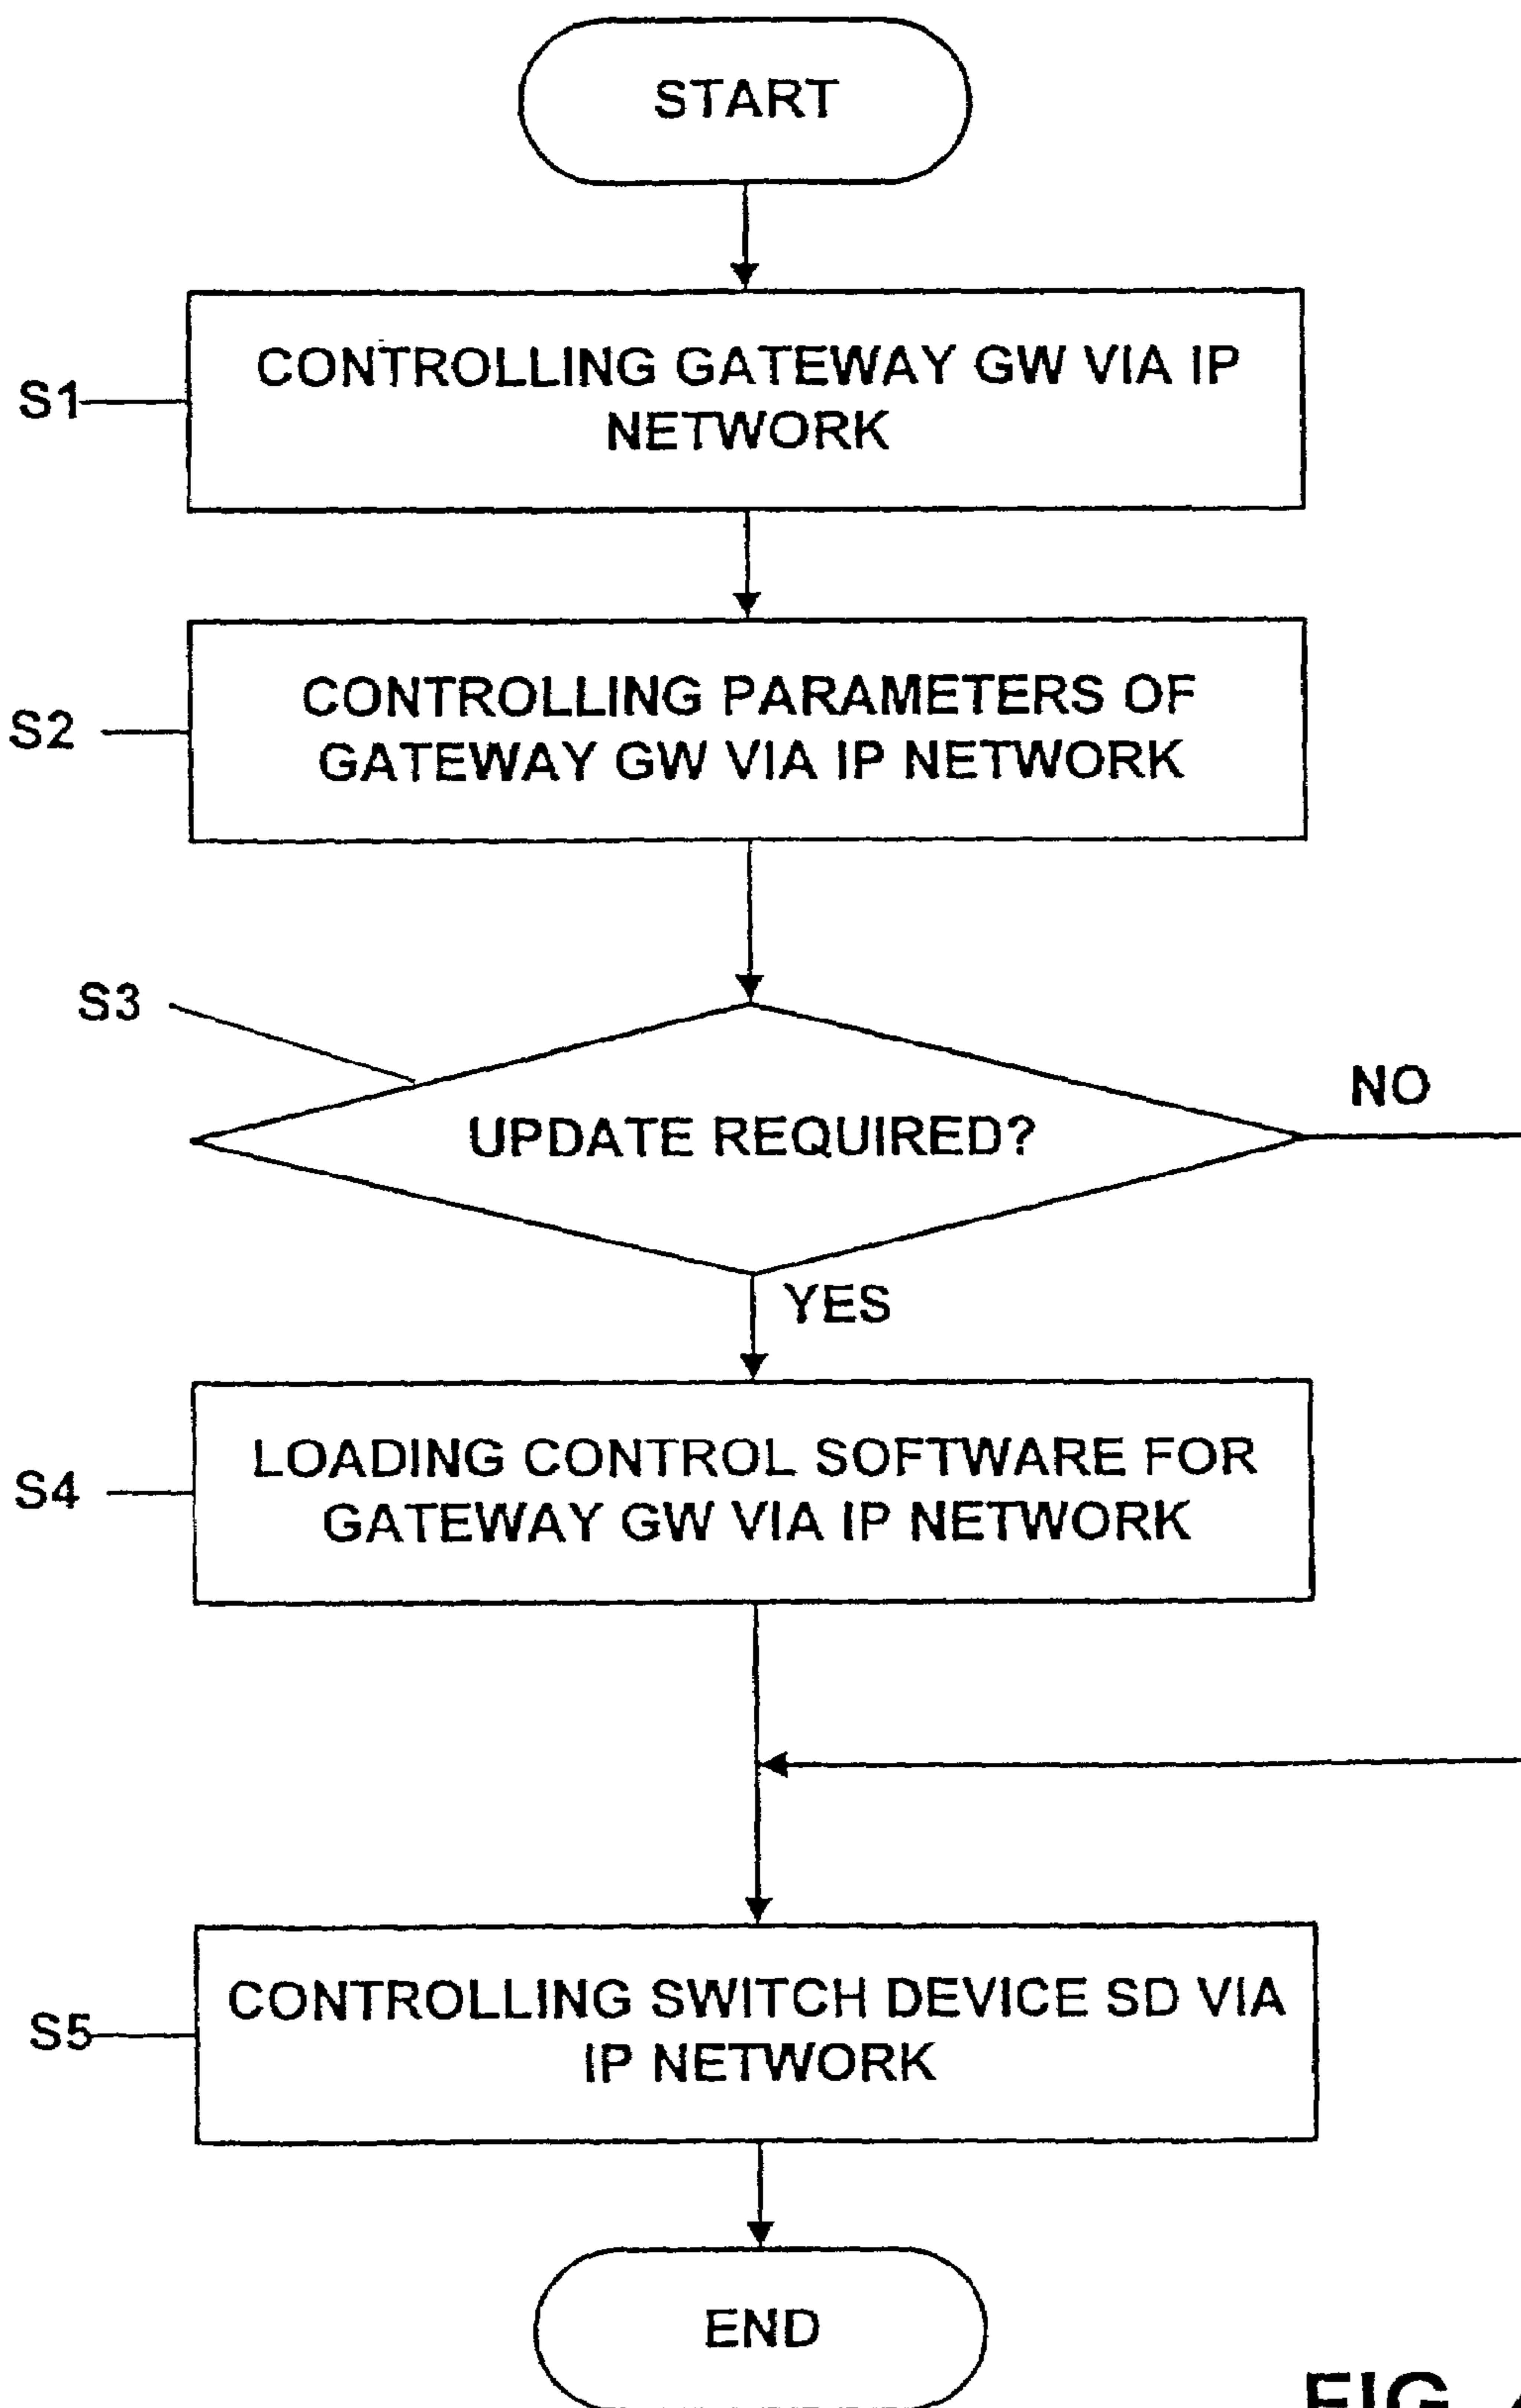 START
S1
CONTROLLING GATEWAY GW VIA IP
NETWORK
S2
CONTROLLING PARAMETERS OF
GATEWAY GW VIA IP NETWORK
S3
UPDATE REQUIRED?
NO
YES
S4
LOADING CONTROL SOFTWARE FOR
GATEWAY GW VIA IP NETWORK
S5
CONTROLLING SWITCH DEVICE SD VIA
IP NETWORK
END
FIG.